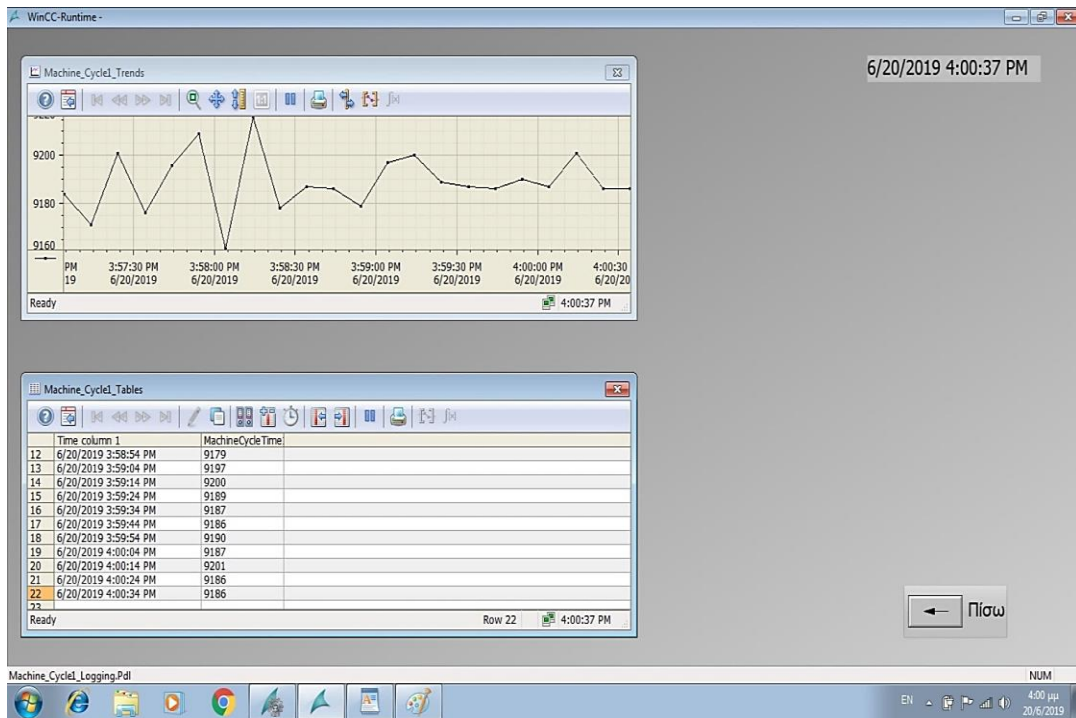 WinCC-Runtime -
6/20/2019 4:00:37 PM
Machine_Cycle1_Trends
9220
9200
9180
9160
PM 3:57:30 PM 3:58:00 PM 3:58:30 PM 3:59:00 PM 3:59:30 PM 4:00:00 PM 4:00:30
19 6/20/2019 6/20/2019 6/20/2019 6/20/2019 6/20/2019 6/20/2019 6/20/20
Ready 4:00:37 PM
Machine_Cycle1_Tables
Time column 1 MachineCycleTime
12 6/20/2019 3:58:54 PM 9179
13 6/20/2019 3:59:04 PM 9197
14 6/20/2019 3:59:14 PM 9200
15 6/20/2019 3:59:24 PM 9189
16 6/20/2019 3:59:34 PM 9187
17 6/20/2019 3:59:44 PM 9186
18 6/20/2019 3:59:54 PM 9190
19 6/20/2019 4:00:04 PM 9187
20 6/20/2019 4:00:14 PM 9201
21 6/20/2019 4:00:24 PM 9186
22 6/20/2019 4:00:34 PM 9186
23
Ready Row 22 4:00:37 PM
Πίσω
Machine_Cycle1_Logging.Pdl NUM
EN 4:00 μμ
20/6/2019